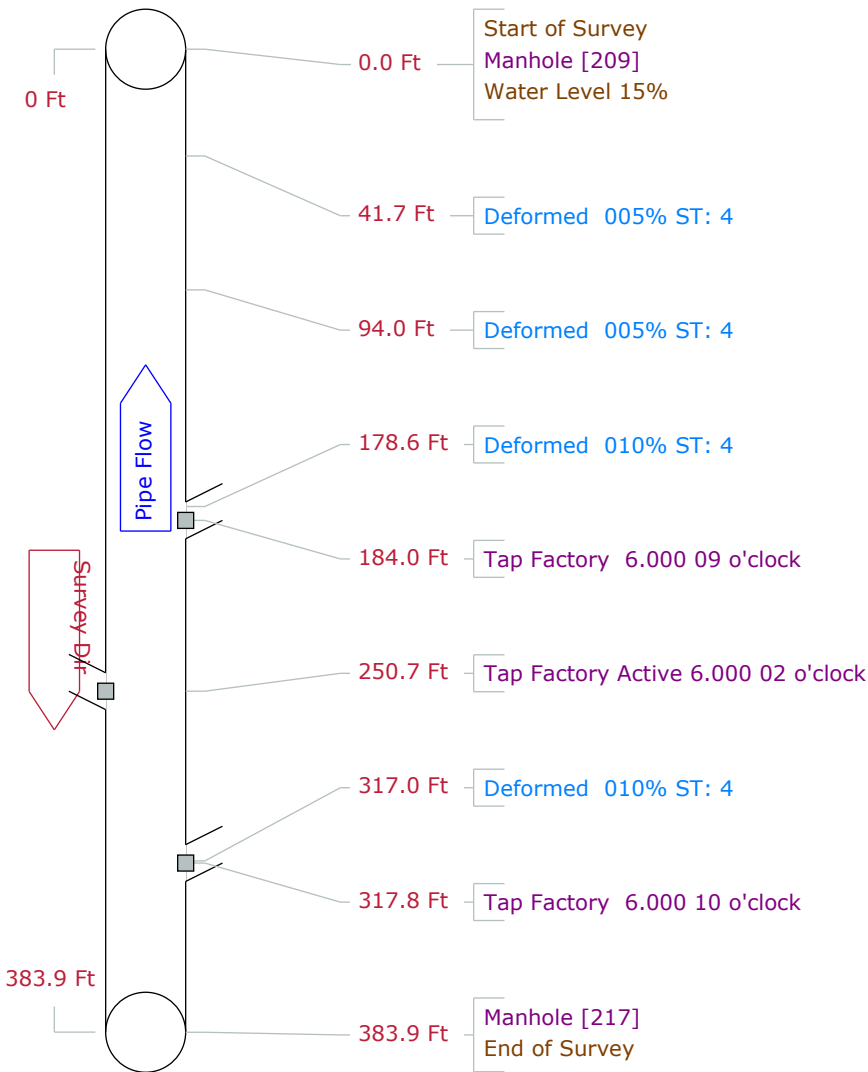 0 Ft
0.0 Ft
Start of Survey
Manhole [209]
Water Level 15%
41.7 Ft
Deformed  005% ST: 4
94.0 Ft
Deformed  005% ST: 4
Pipe Flow
178.6 Ft
Deformed  010% ST: 4
184.0 Ft
Tap Factory  6.000 09 o'clock
Survey Dir
250.7 Ft
Tap Factory Active 6.000 02 o'clock
317.0 Ft
Deformed  010% ST: 4
317.8 Ft
Tap Factory  6.000 10 o'clock
383.9 Ft
383.9 Ft
Manhole [217]
End of Survey